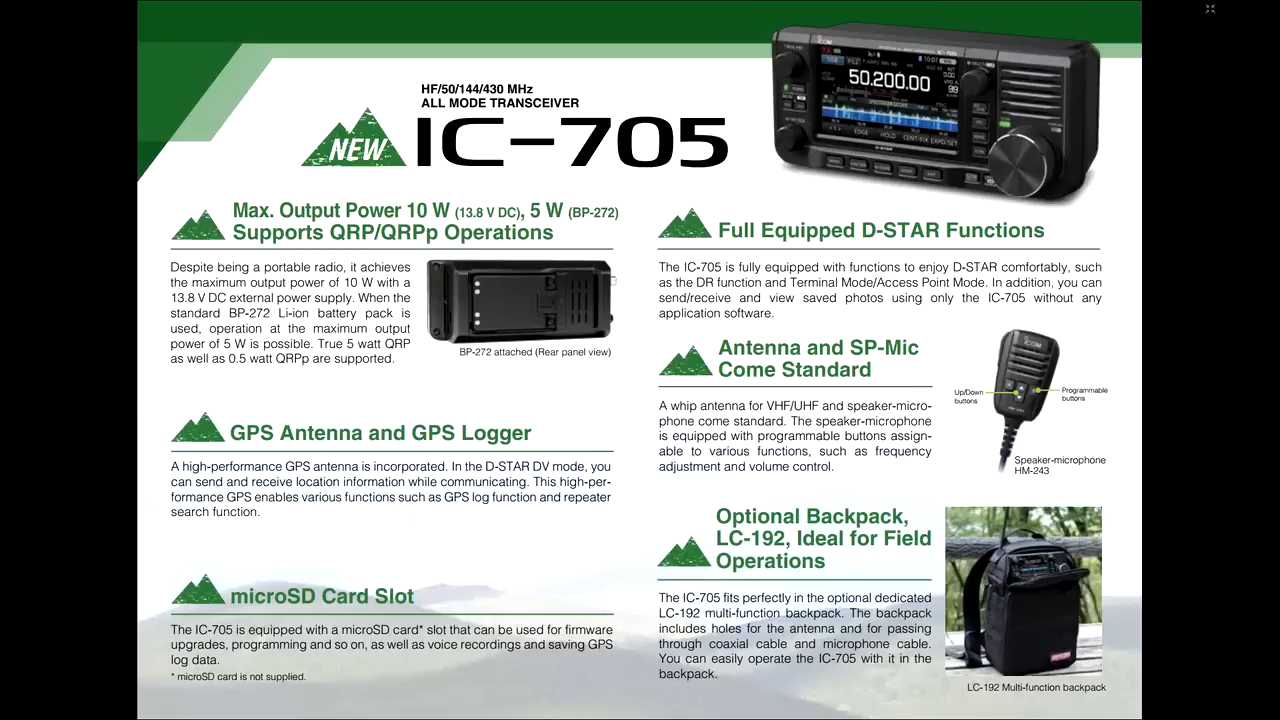 HF/50/144/430 MHz
ALL MODE TRANSCEIVER
NEW
IC-705
ICOM
IC-705
50.200.00
SPECTRUM SCOPE
EDGE HOLD CENT/FIX EXPD/SET
D-STAR
Max. Output Power 10 W (13.8 V DC), 5 W (BP-272)
Supports QRP/QRPp Operations
Despite being a portable radio, it achieves
the maximum output power of 10 W with a
13.8 V DC external power supply. When the
standard BP-272 Li-ion battery pack is
used, operation at the maximum output
power of 5 W is possible. True 5 watt QRP
as well as 0.5 watt QRPp are supported.
BP-272 attached (Rear panel view)
GPS Antenna and GPS Logger
A high-performance GPS antenna is incorporated. In the D-STAR DV mode, you
can send and receive location information while communicating. This high-per-
formance GPS enables various functions such as GPS log function and repeater
search function.
microSD Card Slot
The IC-705 is equipped with a microSD card* slot that can be used for firmware
upgrades, programming and so on, as well as voice recordings and saving GPS
log data.
* microSD card is not supplied.
Full Equipped D-STAR Functions
The IC-705 is fully equipped with functions to enjoy D-STAR comfortably, such
as the DR function and Terminal Mode/Access Point Mode. In addition, you can
send/receive and view saved photos using only the IC-705 without any
application software.
Antenna and SP-Mic
Come Standard
A whip antenna for VHF/UHF and speaker-micro-
phone come standard. The speaker-microphone
is equipped with programmable buttons assign-
able to various functions, such as frequency
adjustment and volume control.
ICOM
Up/Down
buttons
Programmable
buttons
Speaker-microphone
HM-243
Optional Backpack,
LC-192, Ideal for Field
Operations
The IC-705 fits perfectly in the optional dedicated
LC-192 multi-function backpack. The backpack
includes holes for the antenna and for passing
through coaxial cable and microphone cable.
You can easily operate the IC-705 with it in the
backpack.
LC-192 Multi-function backpack